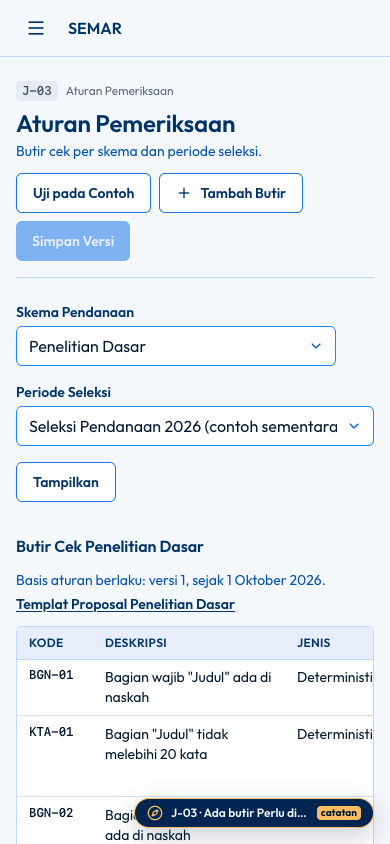 SEMAR
J-03 Aturan Pemeriksaan
Aturan Pemeriksaan
Butir cek per skema dan periode seleksi.
Uji pada Contoh
Tambah Butir
Simpan Versi
Skema Pendanaan
Penelitian Dasar
Periode Seleksi
Seleksi Pendanaan 2026 (contoh sementara
Tampilkan
Butir Cek Penelitian Dasar
Basis aturan berlaku: versi 1, sejak 1 Oktober 2026.
Templat Proposal Penelitian Dasar
KODE DESKRIPSI JENIS
BGN-01 Bagian wajib "Judul" ada di Deterministi
naskah
KTA-01 Bagian "Judul" tidak Deterministi
melebihi 20 kata
BGN-02
ada di naskah
J-03 · Ada butir Perlu di... catatan